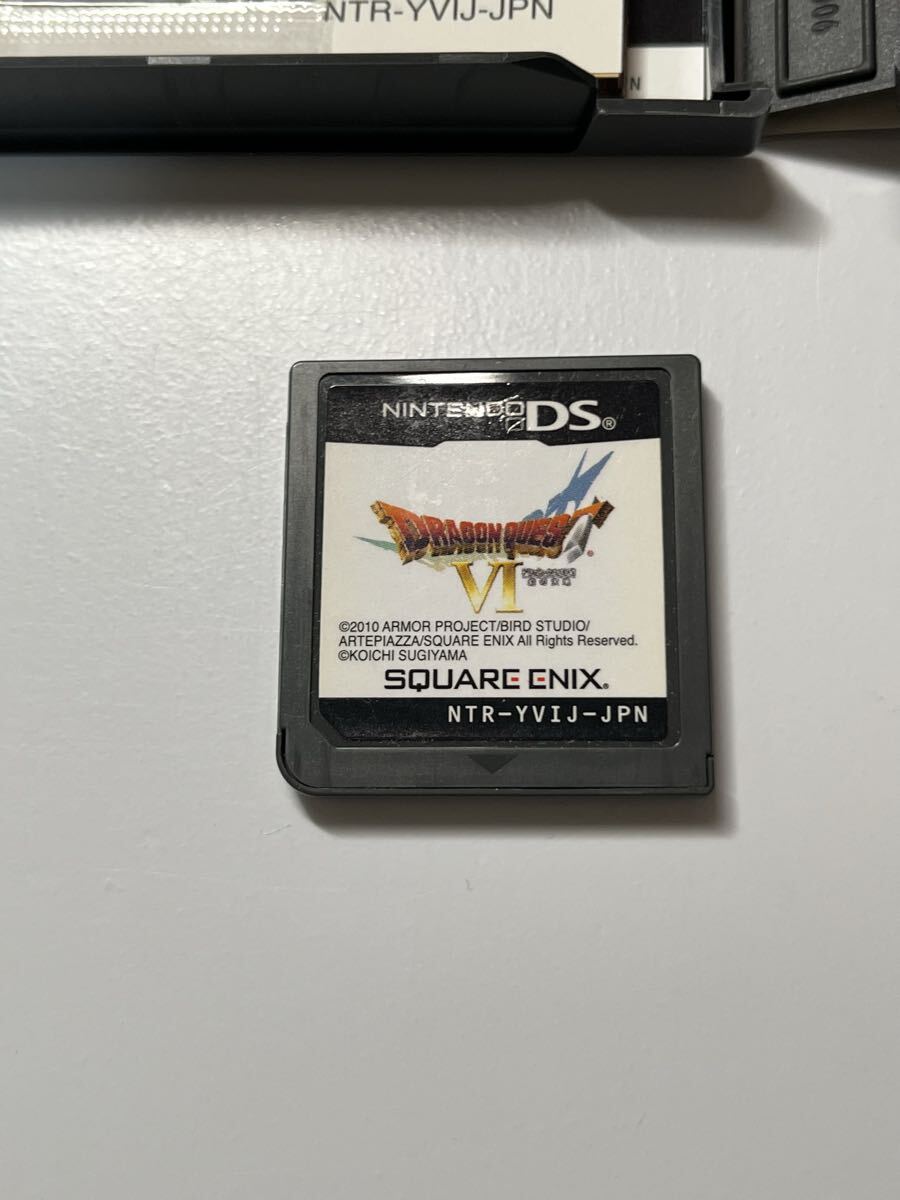 NTR-YVIJ-JPN
N
NINTENDO DS®
DRAGON QUEST®
VI
©2010 ARMOR PROJECT/BIRD STUDIO/
ARTEPIAZZA/SQUARE ENIX All Rights Reserved.
©KOICHI SUGIYAMA
SQUARE ENIX®
NTR-YVIJ-JPN